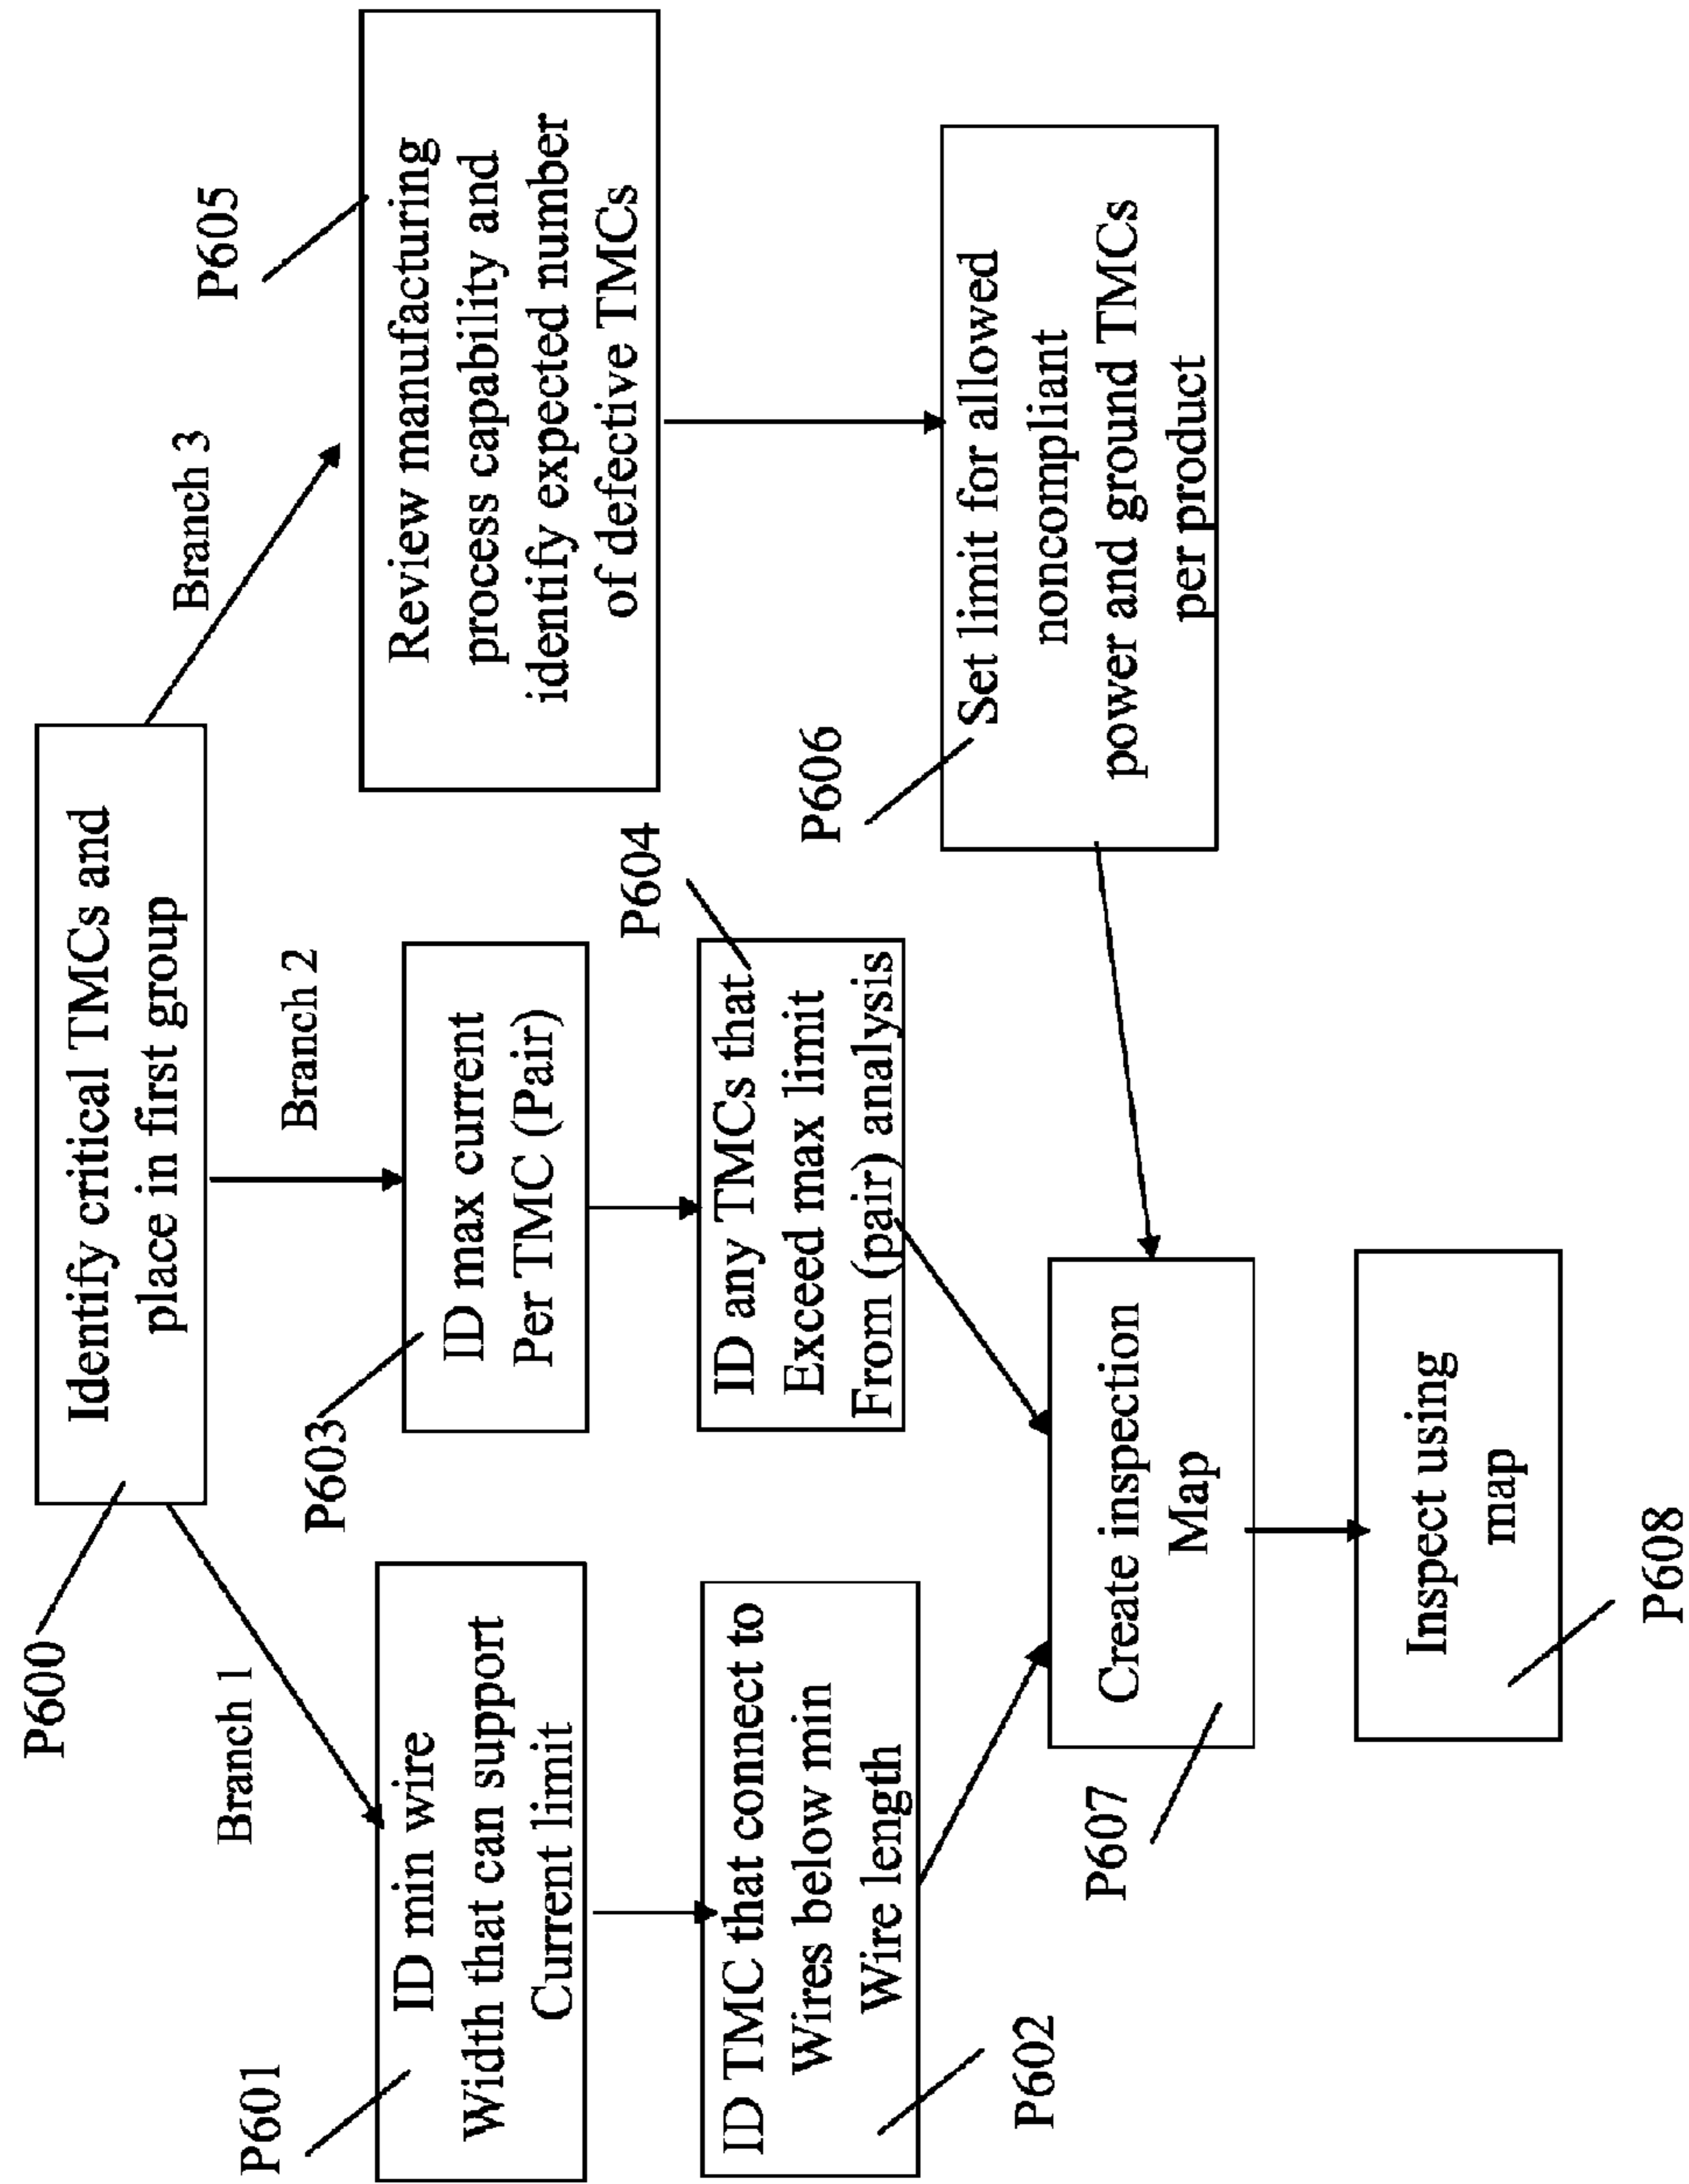 P600
Identify critical TMCs and
place in first group
Branch 1
Branch 2
Branch 3
P601
ID min wire
Width that can support
Current limit
P603
ID max current
Per TMC (Pair)
P605
Review manufacturing
process capability and
identify expected number
of defective TMCs
P602
ID TMC that connect to
Wires below min
Wire length
P604
ID any TMCs that
Exceed max limit
From (pair) analysis
P606
Set limit for allowed
noncompliant
power and ground TMCs
per product
P607
Create inspection
Map
P608
Inspect using
map